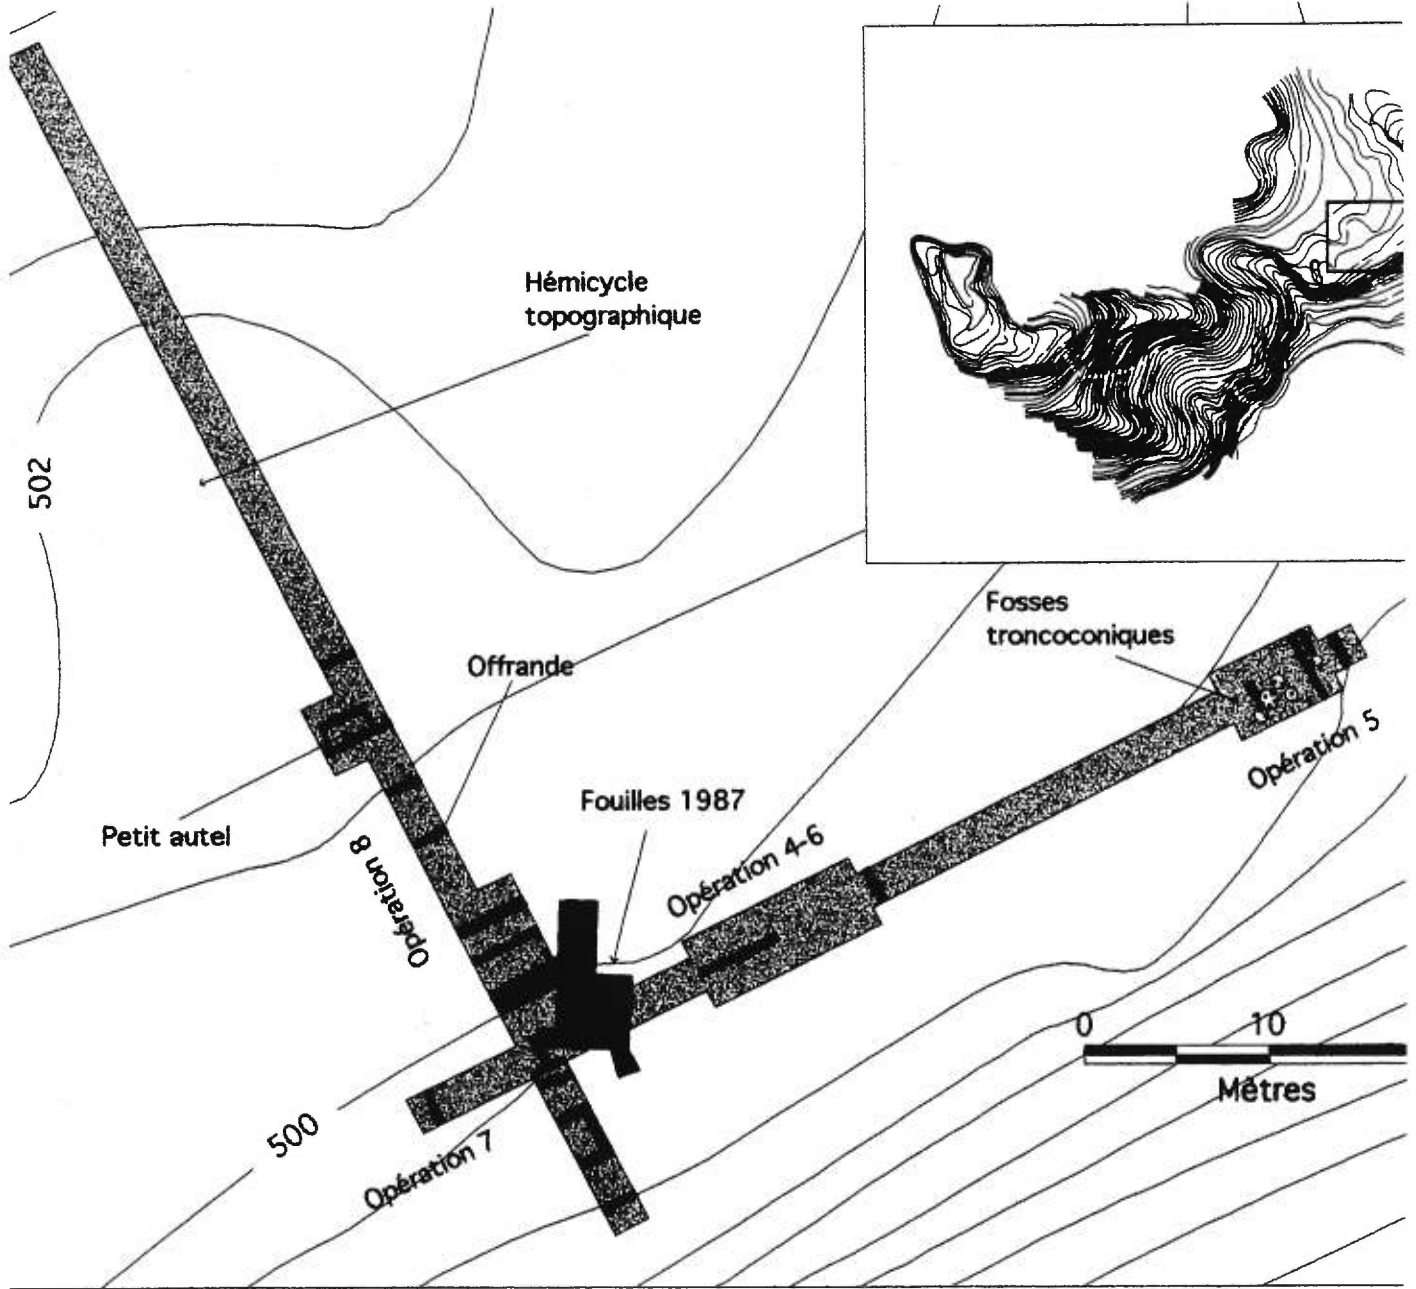 Hémicycle
topographique
502
Fosses
troncoconiques
Offrande
Opération 5
Fouilles 1987
Petit autel
Opération 4-6
Opération 8
0 10
Mètres
500
Opération 7